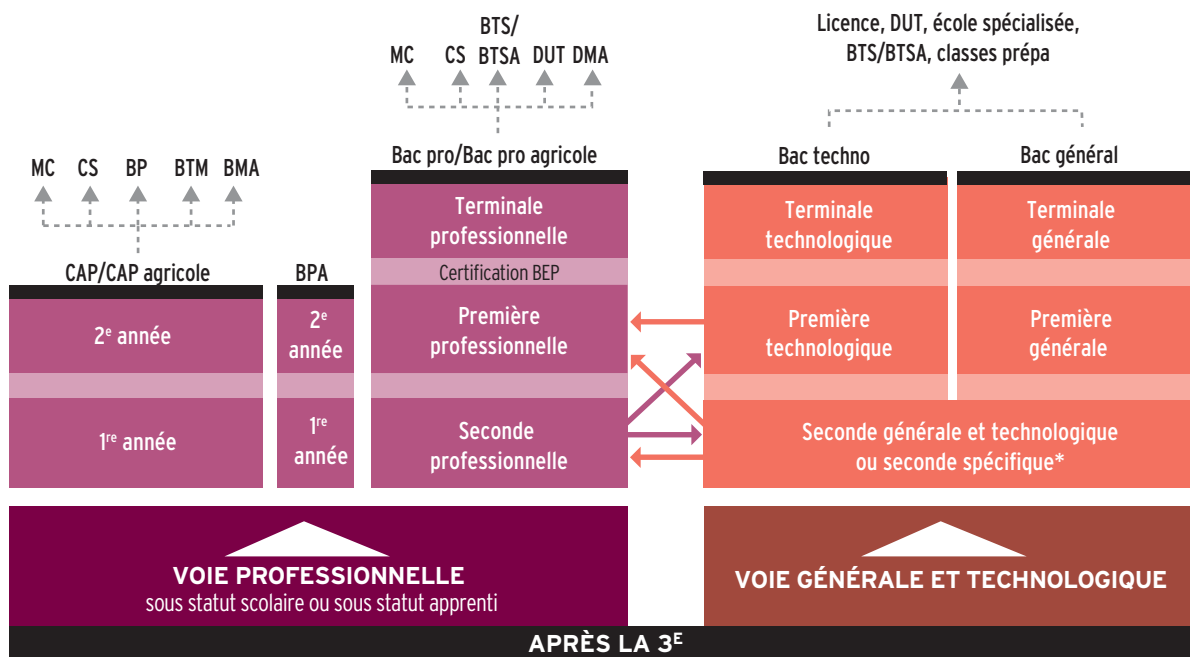 BTS/
MC CS BTSA DUT DMA
Licence, DUT, école spécialisée,
BTS/BTSA, classes prépa
MC CS BP BTM BMA
Bac pro/Bac pro agricole
Bac techno
Bac général
Terminale
professionnelle
Terminale
technologique
Terminale
générale
CAP/CAP agricole
BPA
Certification BEP
2e année
2e
année
Première
professionnelle
Première
technologique
Première
générale
1re année
1re
année
Seconde
professionnelle
Seconde générale et technologique
ou seconde spécifique*
VOIE PROFESSIONNELLE
sous statut scolaire ou sous statut apprenti
VOIE GÉNÉRALE ET TECHNOLOGIQUE
APRÈS LA 3E